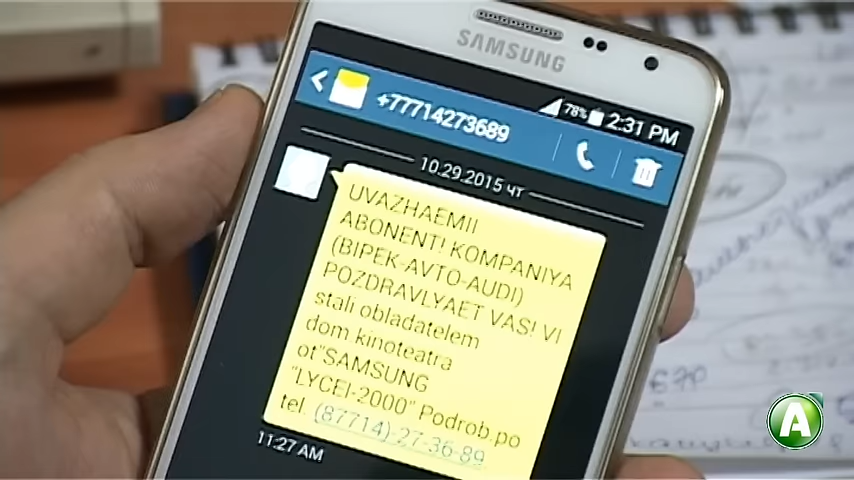 SAMSUNG
78% 2:31 PM
+77714273689
10.29.2015 чт
UVAZHAEMII
ABONENT! KOMPANIYA
(BIPEK-AVTO-AUDI)
POZDRAVLYAET VAS! VI
stali obladatelem
dom kinoteatra
ot"SAMSUNG
"LYCEI-2000" Podrob.po
tel. (87714)-27-36-89
11:27 AM
670
A